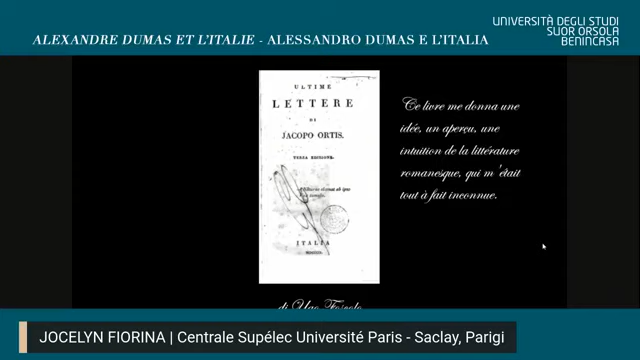 ALEXANDRE DUMAS ET L'ITALIE - ALESSANDRO DUMAS E L'ITALIA
UNIVERSITÀ DEGLI STUDI
SUOR ORSOLA
BENINCASA
ULTIME
LETTERE
DI
JACOPO ORTIS.
TERZA EDIZIONE.
ITALIA
Ce livre me donna une
idée, un aperçu, une
intuition de la littérature
romanesque, qui m'était
tout à fait inconnue.
di Ugo Foscolo
JOCELYN FIORINA | Centrale Supélec Université Paris - Saclay, Parigi